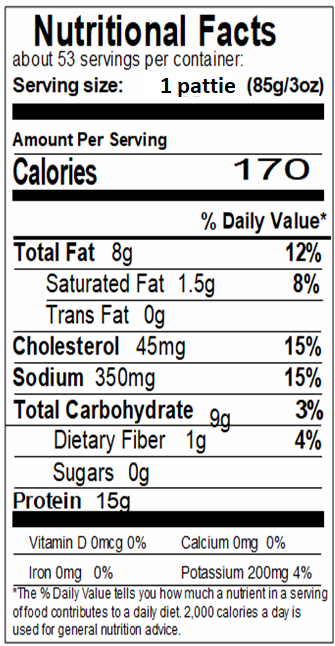 Nutritional Facts
about 53 servings per container:
Serving size: 1 pattie (85g/3oz)
Amount Per Serving
Calories 170
% Daily Value*
Total Fat 8g 12%
Saturated Fat 1.5g 8%
Trans Fat 0g
Cholesterol 45mg 15%
Sodium 350mg 15%
Total Carbohydrate 9g 3%
Dietary Fiber 1g 4%
Sugars 0g
Protein 15g
Vitamin D 0mcg 0% Calcium 0mg 0%
Iron 0mg 0% Potassium 200mg 4%
*The % Daily Value tells you how much a nutrient in a serving
of food contributes to a daily diet. 2,000 calories a day is
used for general nutrition advice.